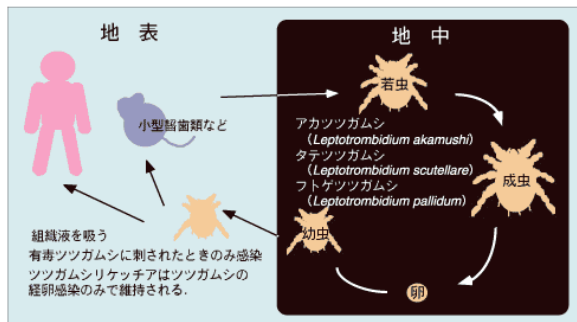 地 表
地 中
小型齧歯類など
若虫
アカツツガムシ
（Leptotrombidium akamushi）
タテツツガムシ
（Leptotrombidium scutellare）
フトゲツツガムシ
（Leptotrombidium pallidum）
成虫
幼虫
卵
組織液を吸う
有毒ツツガムシに刺されたときのみ感染
ツツガムシリケッチアはツツガムシの
経卵感染のみで維持される.